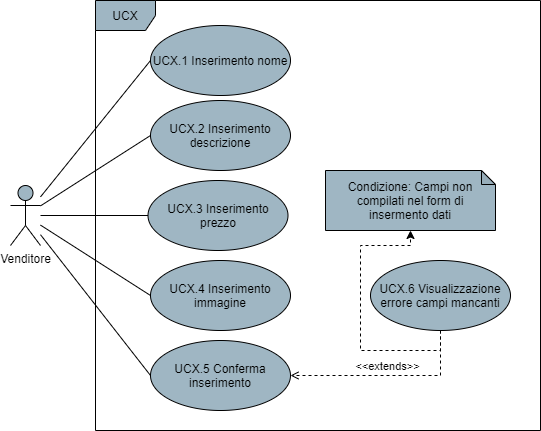 UCX
UCX.1 Inserimento nome
UCX.2 Inserimento
descrizione
Condizione: Campi non
compilati nel form di
insermento dati
UCX.3 Inserimento
prezzo
Venditore
UCX.4 Inserimento
immagine
UCX.6 Visualizzazione
errore campi mancanti
UCX.5 Conferma
inserimento
<<extends>>